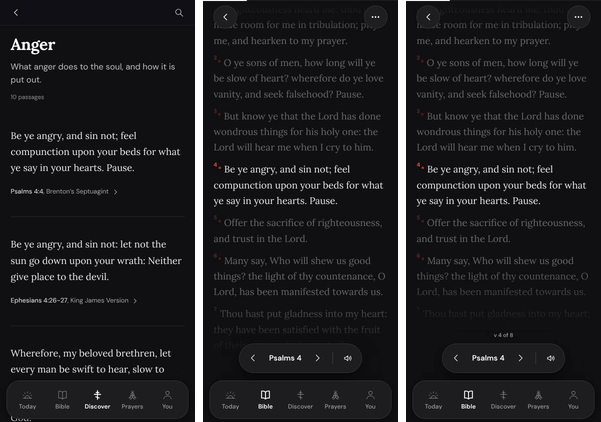 Anger
What anger does to the soul, and how it is
put out.
10 passages
Be ye angry, and sin not; feel
compunction upon your beds for what
ye say in your hearts. Pause.
Psalms 4:4, Brenton's Septuagint
Be ye angry, and sin not: let not the
sun go down upon your wrath: Neither
give place to the devil.
Ephesians 4:26-27, King James Version
Wherefore, my beloved brethren, let
every man be swift to hear, slow to
God:
Today Bible Discover Prayers You
room for me in tribulation; pity
me, and hearken to my prayer.
O ye sons of men, how long will ye
be slow of heart? wherefore do ye love
vanity, and seek falsehood? Pause.
But know ye that the Lord has done
wondrous things for his holy one: the
Lord will hear me when I cry to him.
4 Be ye angry, and sin not; feel
compunction upon your beds for what
ye say in your hearts. Pause.
5 Offer the sacrifice of righteousness,
and trust in the Lord.
6 Many say, Who will shew us good
things? the light of thy countenance, O
Lord, has been manifested towards us.
7 Thou hast put gladness into my heart:
they have been satisfied with the fruit
Psalms 4
Today Bible Discover Prayers You
made room for me in tribulation; pity
me, and hearken to my prayer.
O ye sons of men, how long will ye
be slow of heart? wherefore do ye love
vanity, and seek falsehood? Pause.
But know ye that the Lord has done
wondrous things for his holy one: the
Lord will hear me when I cry to him.
4 Be ye angry, and sin not; feel
compunction upon your beds for what
ye say in your hearts. Pause.
5 Offer the sacrifice of righteousness,
and trust in the Lord.
6 Many say, Who will shew us good
things? the light of thy countenance, O
Lord, has been manifested towards us.
Thou hast put gladness into my heart:
v 4 of 8
Psalms 4
Today Bible Discover Prayers You